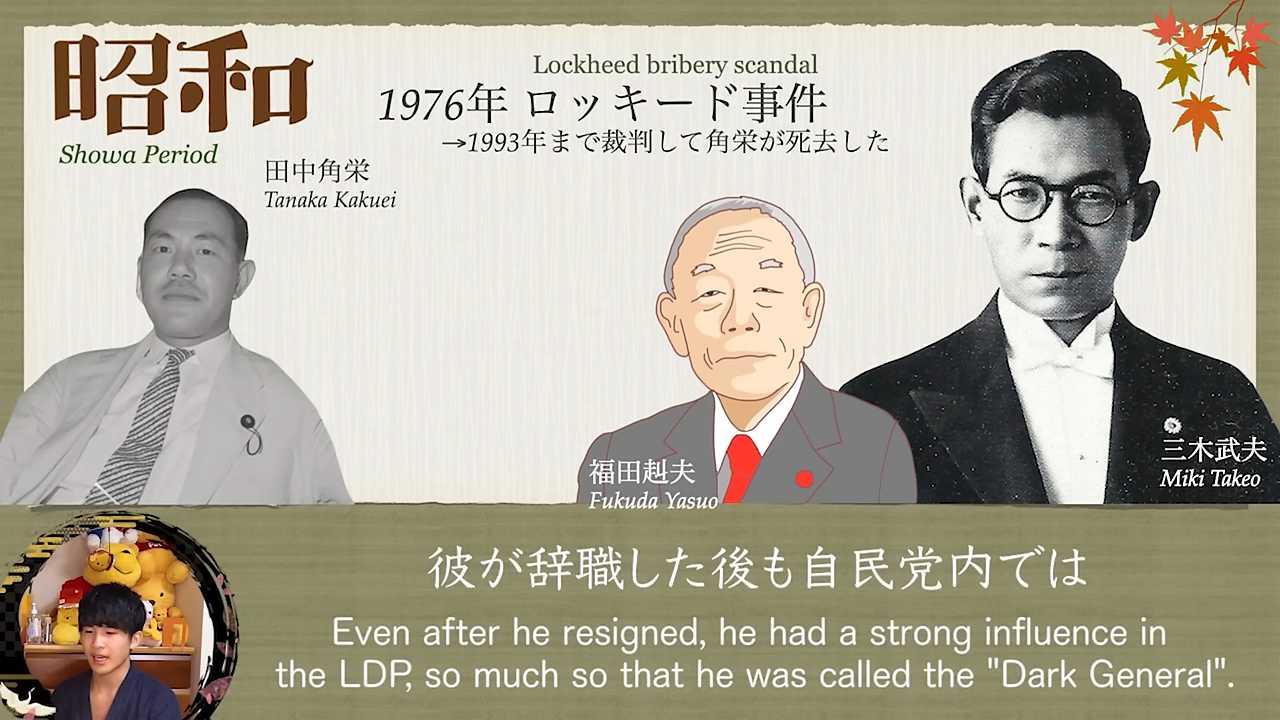 昭和
Showa Period
Lockheed bribery scandal
1976年 ロッキード事件
→1993年まで裁判して角栄が死去した
田中角栄
Tanaka Kakuei
福田赳夫
Fukuda Yasuo
三木武夫
Miki Takeo
彼が辞職した後も自民党内では
Even after he resigned, he had a strong influence in
the LDP, so much so that he was called the "Dark General".